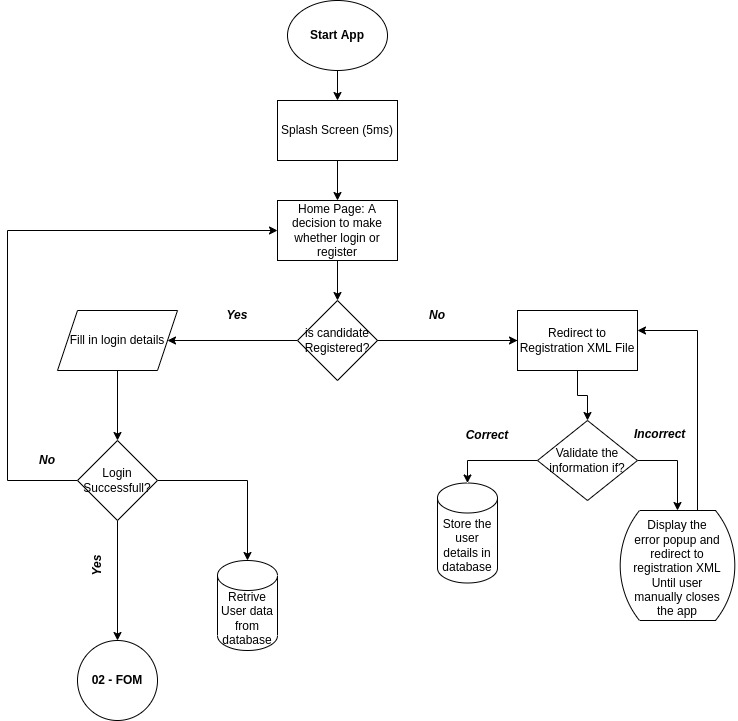 Start App
Splash Screen (5ms)
Home Page: A
decision to make
whether login or
register
Yes
No
is candidate
Registered?
Fill in login details
Redirect to
Registration XML File
No
Login
Successfull?
Correct
Incorrect
Validate the
information if?
Store the
user
details in
database
Display the
error popup and
redirect to
registration XML
Until user
manually closes
the app
Yes
Retrive
User data
from
database
02 - FOM